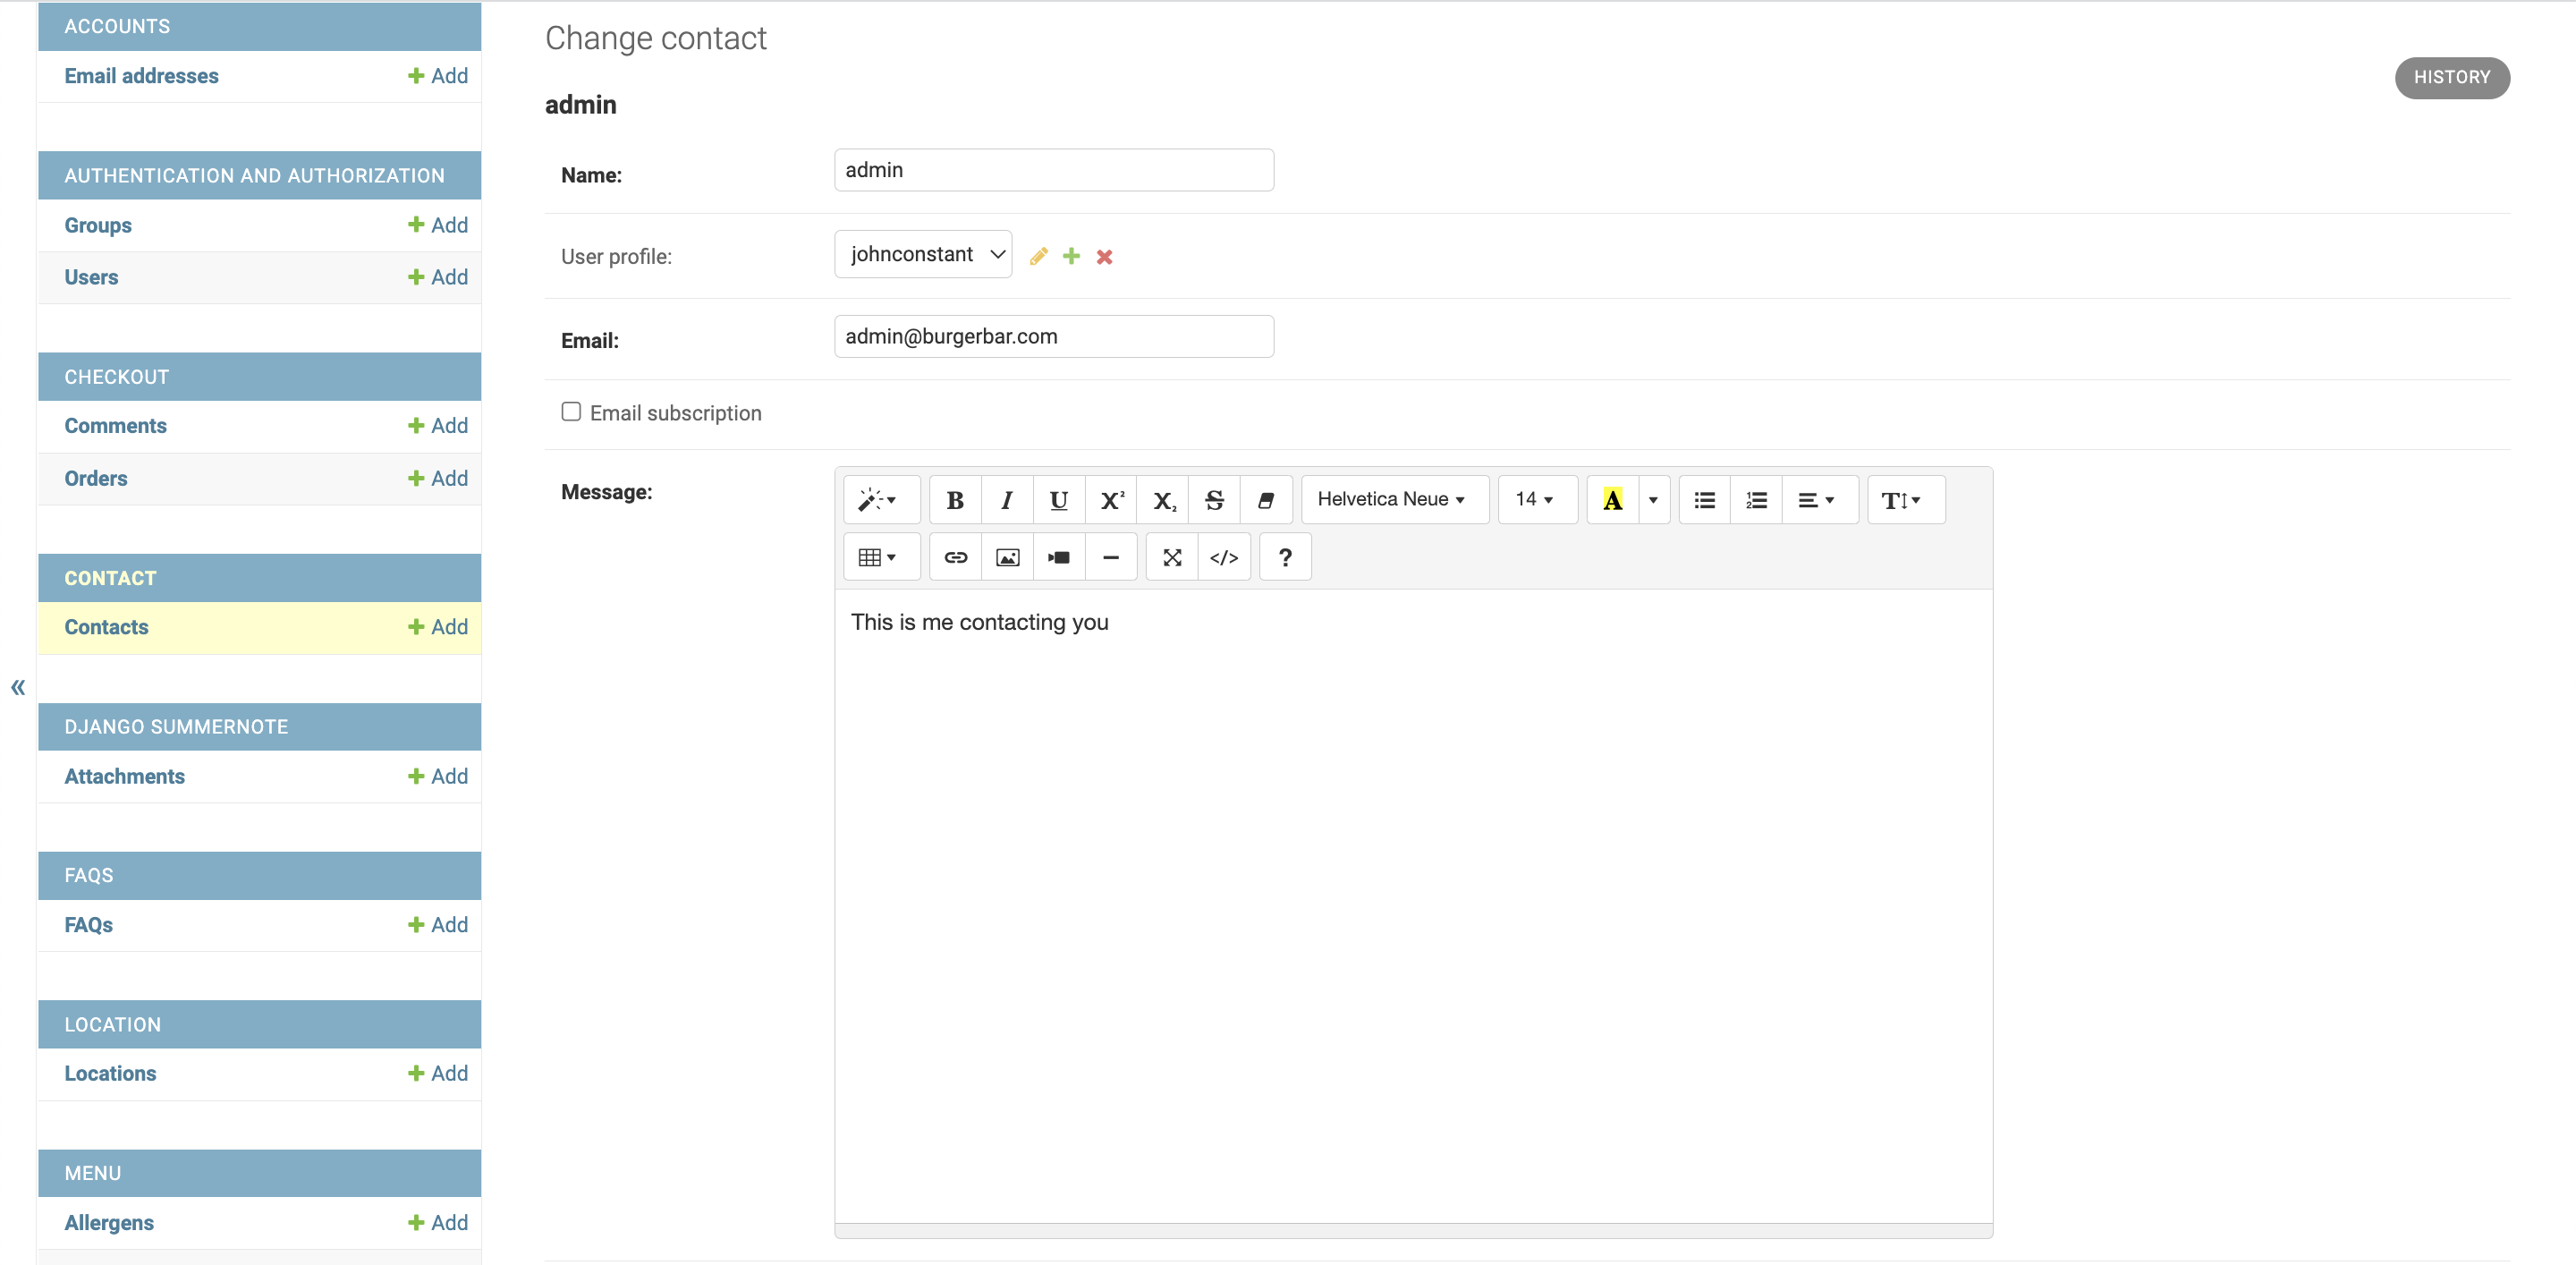 ACCOUNTS
Email addresses + Add
AUTHENTICATION AND AUTHORIZATION
Groups + Add
Users + Add
CHECKOUT
Comments + Add
Orders + Add
CONTACT
Contacts + Add
«
DJANGO SUMMERNOTE
Attachments + Add
FAQS
FAQs + Add
LOCATION
Locations + Add
MENU
Allergens + Add
Change contact
HISTORY
admin
Name: admin
User profile: johnconstant
Email: admin@burgerbar.com
Email subscription
Message:
B I U X² X₂ S Helvetica Neue 14 A T
</> ?
This is me contacting you